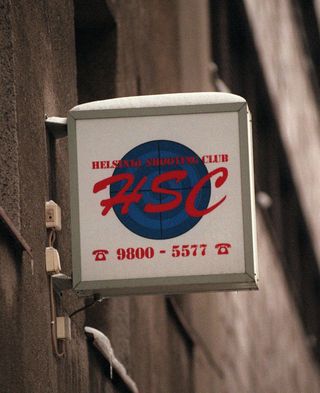 HELSINKI SHOOTING CLUB
HSC
☎ 9800 - 5577 ☎